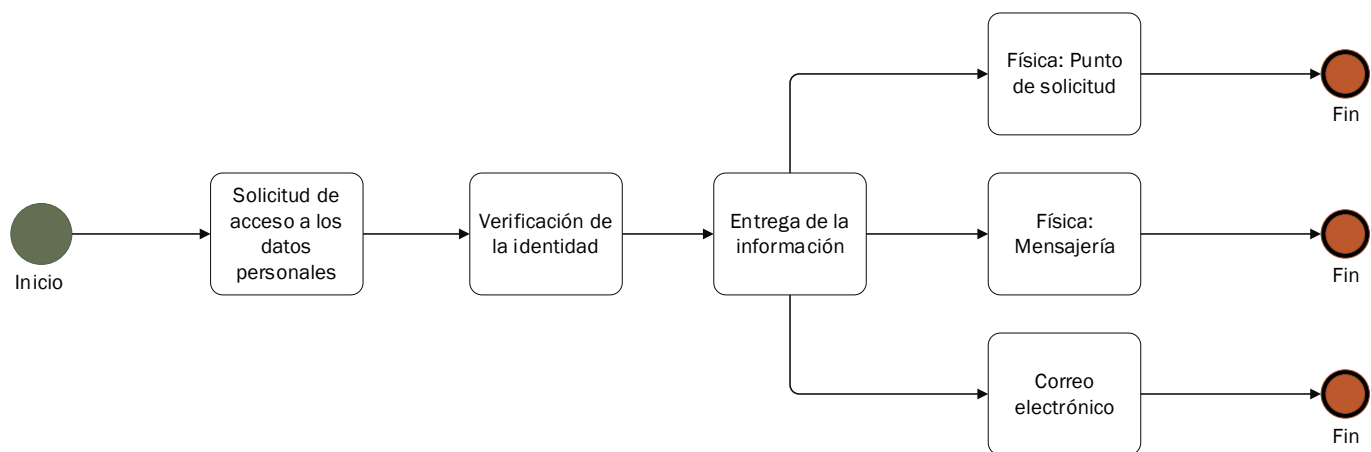 Inicio
Solicitud de
acceso a los
datos
personales
Verificación de
la identidad
Entrega de la
información
Física: Punto
de solicitud
Fin
Física:
Mensajería
Fin
Correo
electrónico
Fin